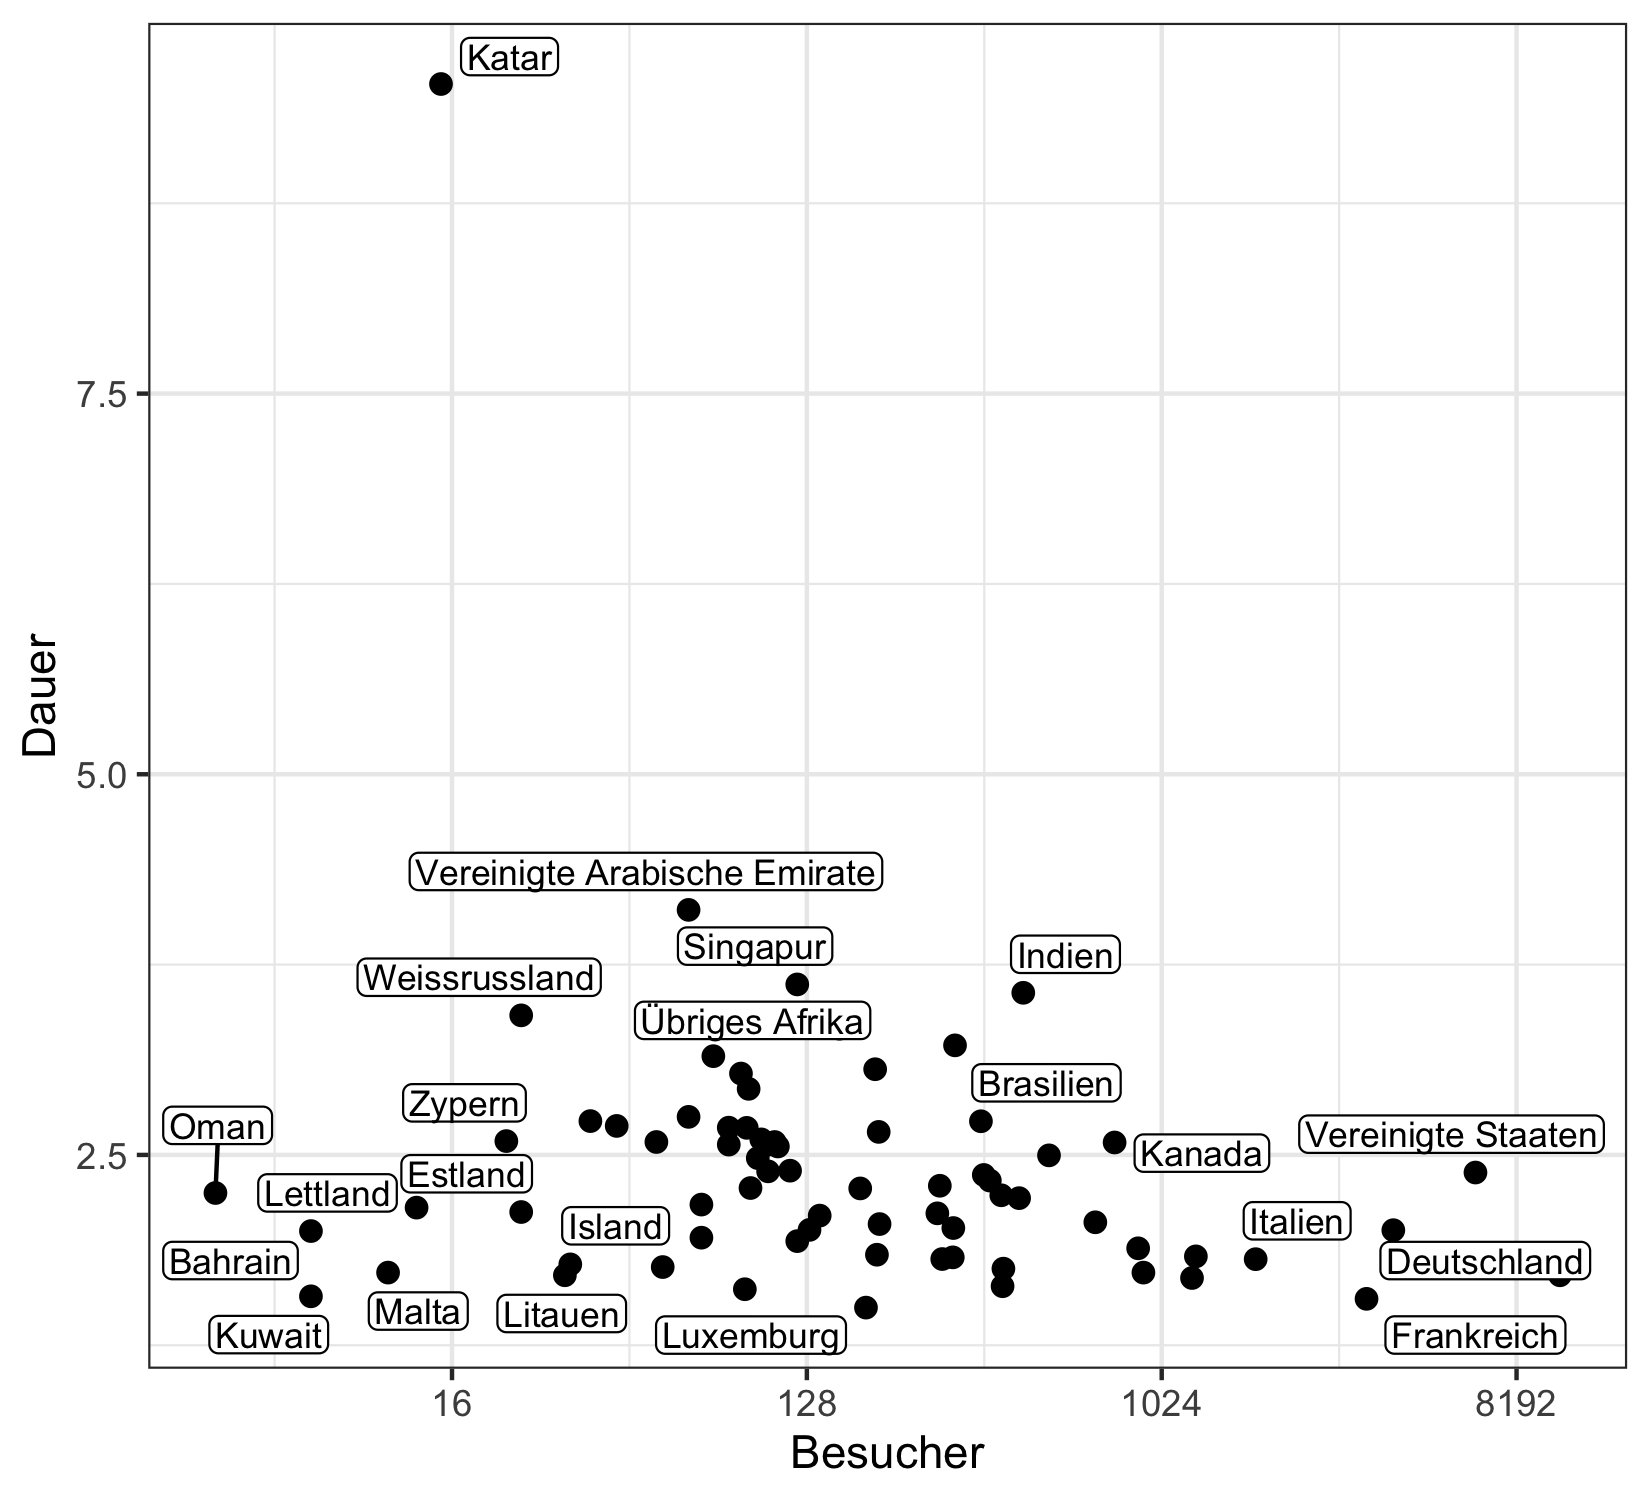 Katar
7.5
5.0
2.5
Dauer
Vereinigte Arabische Emirate
Singapur
Indien
Weissrussland
Übriges Afrika
Brasilien
Zypern
Oman
Vereinigte Staaten
Kanada
Estland
Lettland
Island
Italien
Bahrain
Deutschland
Malta
Litauen
Kuwait
Luxemburg
Frankreich
16
128
1024
8192
Besucher